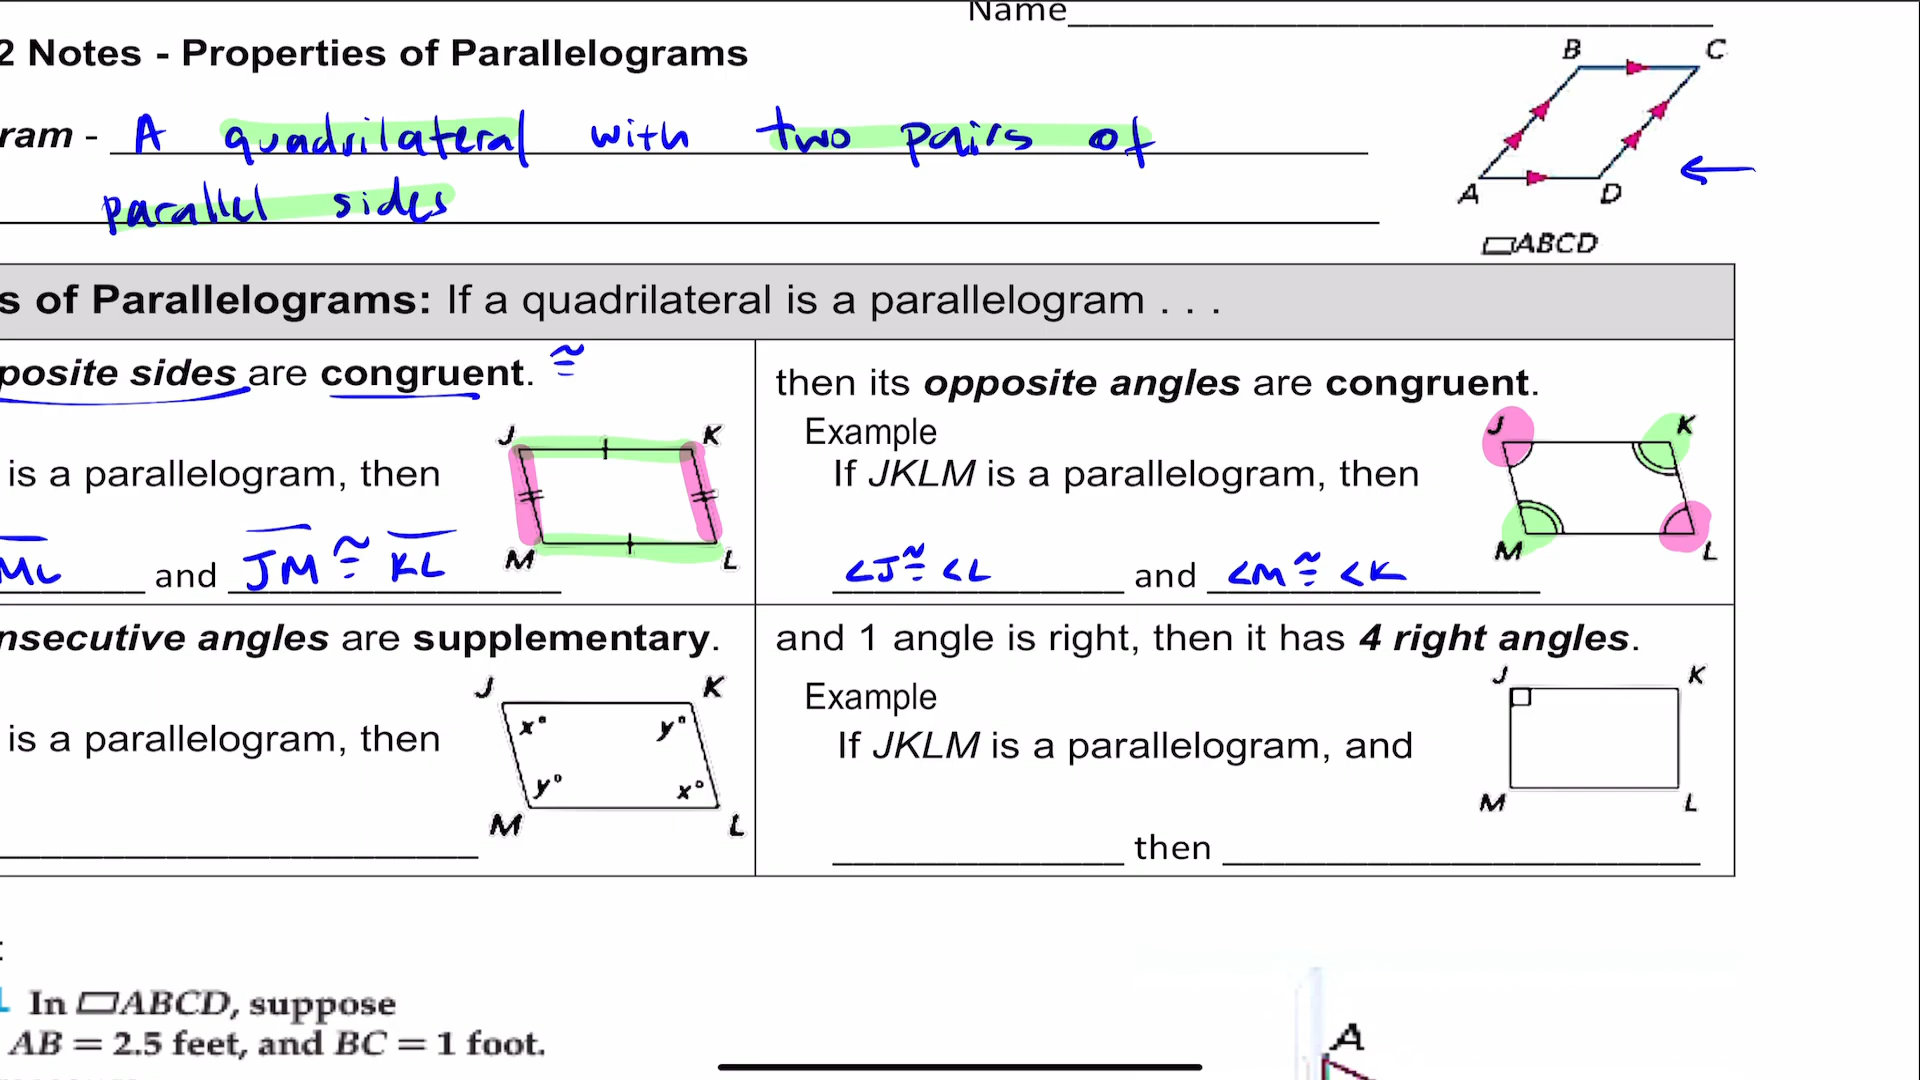 Name
2 Notes - Properties of Parallelograms
B C
ram - A quadrilateral with two pairs of
parallel sides
A D
▱ABCD
s of Parallelograms: If a quadrilateral is a parallelogram . . .
posite sides are congruent. ≅
J K
is a parallelogram, then
M L
ML and JM ≅ KL
then its opposite angles are congruent.
Example
J K
If JKLM is a parallelogram, then
M L
<J ≅ <L and <M ≅ <K
nsecutive angles are supplementary.
J K
x° y°
is a parallelogram, then
y° x°
M L
and 1 angle is right, then it has 4 right angles.
Example
J K
If JKLM is a parallelogram, and
M L
then
In ▱ABCD, suppose
AB = 2.5 feet, and BC = 1 foot.
A